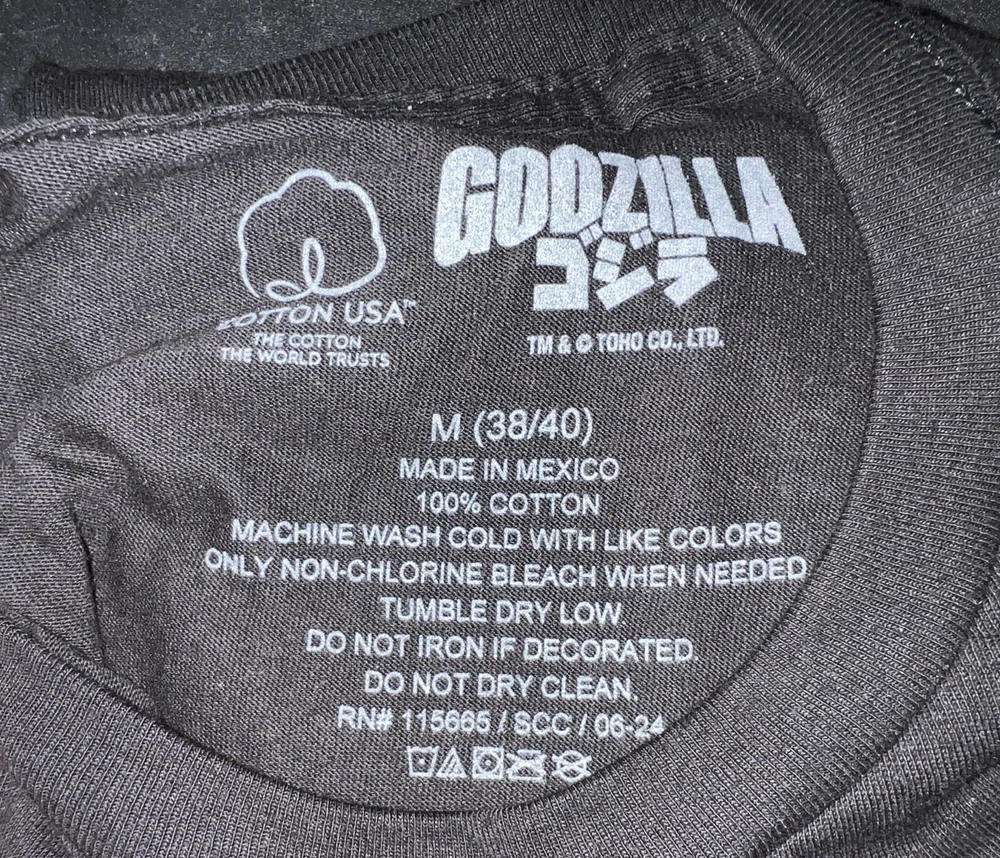 GODZILLA
ゴジラ
TM & © TOHO CO., LTD.
COTTON USA™
THE COTTON
THE WORLD TRUSTS
M (38/40)
MADE IN MEXICO
100% COTTON
MACHINE WASH COLD WITH LIKE COLORS
ONLY NON-CHLORINE BLEACH WHEN NEEDED
TUMBLE DRY LOW.
DO NOT IRON IF DECORATED.
DO NOT DRY CLEAN.
RN# 115665 / SCC / 06-24